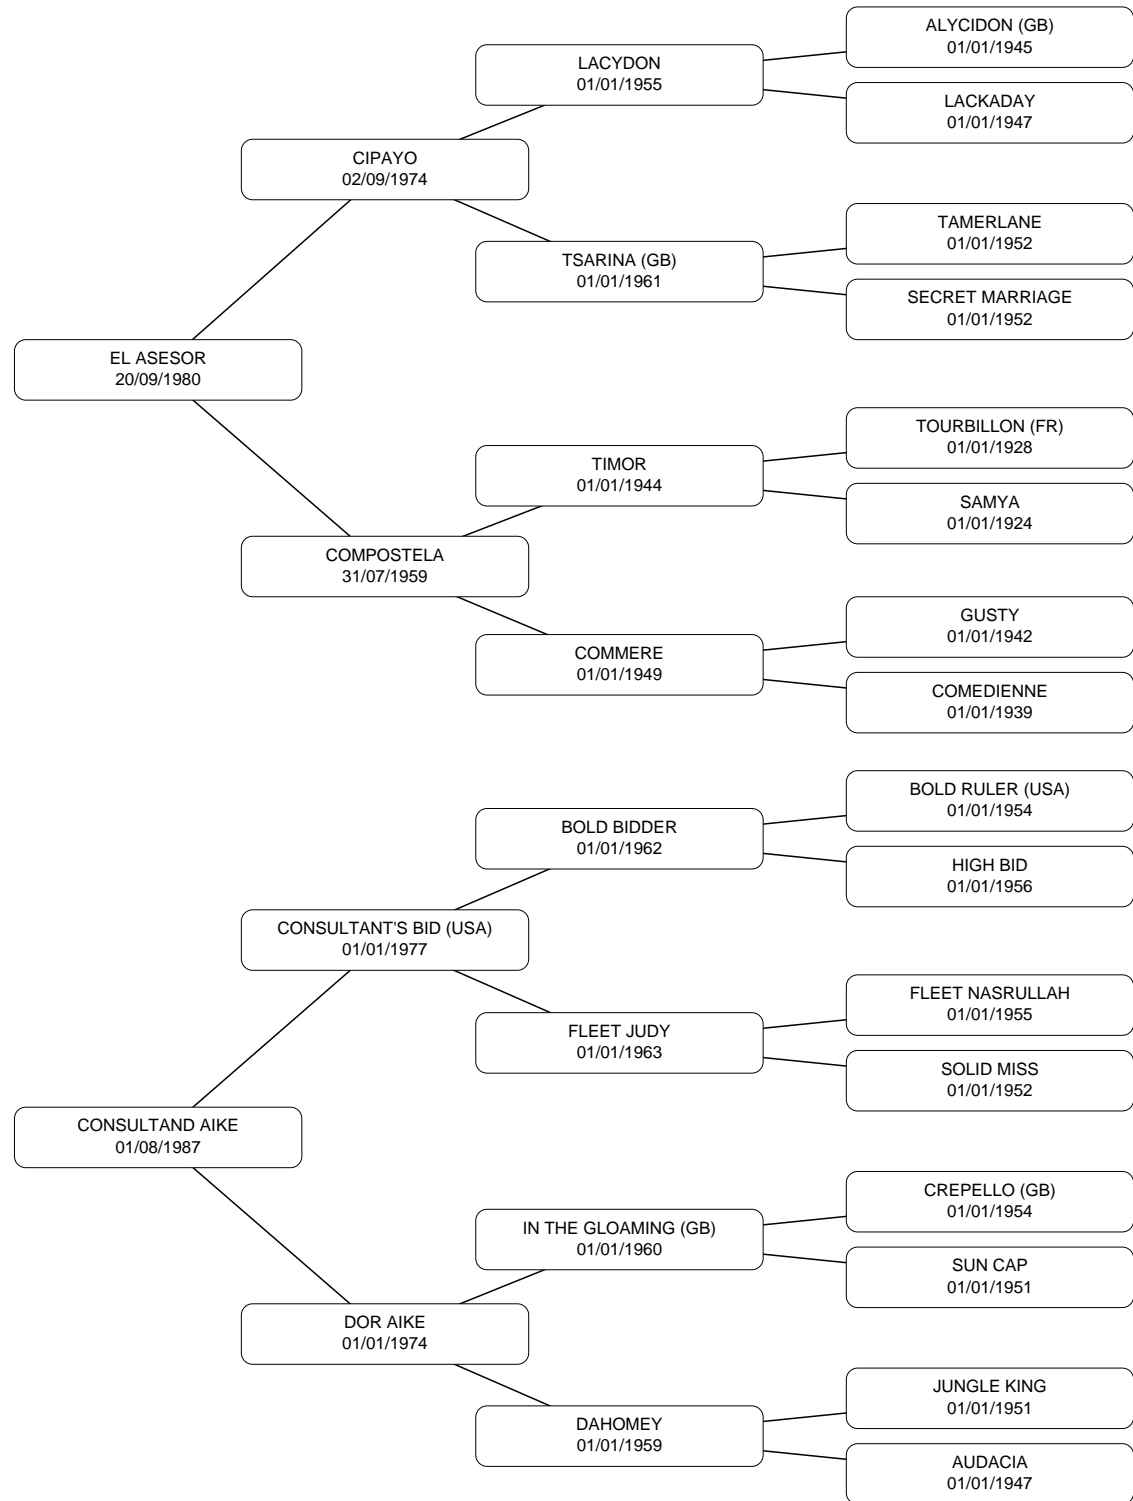 ALYCIDON (GB)
01/01/1945
LACYDON
01/01/1955
LACKADAY
01/01/1947
CIPAYO
02/09/1974
TAMERLANE
01/01/1952
TSARINA (GB)
01/01/1961
SECRET MARRIAGE
01/01/1952
EL ASESOR
20/09/1980
TOURBILLON (FR)
01/01/1928
TIMOR
01/01/1944
SAMYA
01/01/1924
COMPOSTELA
31/07/1959
GUSTY
01/01/1942
COMMERE
01/01/1949
COMEDIENNE
01/01/1939
BOLD RULER (USA)
01/01/1954
BOLD BIDDER
01/01/1962
HIGH BID
01/01/1956
CONSULTANT'S BID (USA)
01/01/1977
FLEET NASRULLAH
01/01/1955
FLEET JUDY
01/01/1963
SOLID MISS
01/01/1952
CONSULTAND AIKE
01/08/1987
CREPELLO (GB)
01/01/1954
IN THE GLOAMING (GB)
01/01/1960
SUN CAP
01/01/1951
DOR AIKE
01/01/1974
JUNGLE KING
01/01/1951
DAHOMEY
01/01/1959
AUDACIA
01/01/1947